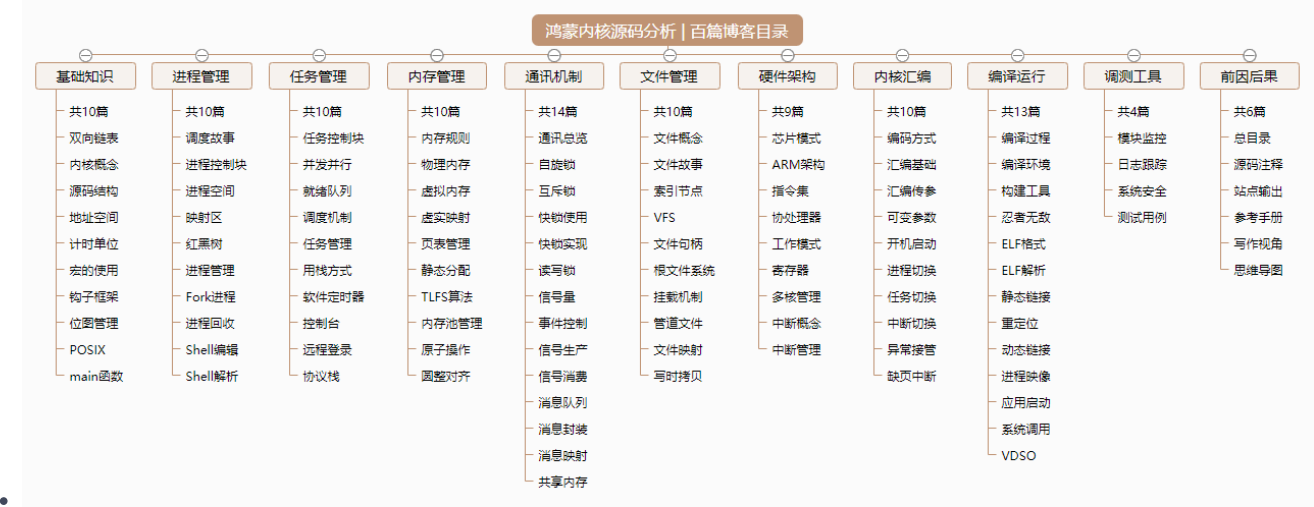 鸿蒙内核源码分析 | 百篇博客目录
基础知识
共10篇
双向链表
内核概念
源码结构
地址空间
计时单位
宏的使用
钩子框架
位图管理
POSIX
main函数
进程管理
共10篇
调度故事
进程控制块
进程空间
映射区
红黑树
进程管理
Fork进程
进程回收
Shell编辑
Shell解析
任务管理
共10篇
任务控制块
并发并行
就绪队列
调度机制
任务管理
用栈方式
软件定时器
控制台
远程登录
协议栈
内存管理
共10篇
内存规则
物理内存
虚拟内存
虚实映射
页表管理
静态分配
TLFS算法
内存池管理
原子操作
圆整对齐
通讯机制
共14篇
通讯总览
自旋锁
互斥锁
快锁使用
快锁实现
读写锁
信号量
事件控制
信号生产
信号消费
消息队列
消息封装
消息映射
共享内存
文件管理
共10篇
文件概念
文件故事
索引节点
VFS
文件句柄
根文件系统
挂载机制
管道文件
文件映射
写时拷贝
硬件架构
共9篇
芯片模式
ARM架构
指令集
协处理器
工作模式
寄存器
多核管理
中断概念
中断管理
内核汇编
共10篇
编码方式
汇编基础
汇编传参
可变参数
开机启动
进程切换
任务切换
中断切换
异常接管
缺页中断
编译运行
共13篇
编译过程
编译环境
构建工具
忍者无敌
ELF格式
ELF解析
静态链接
重定位
动态链接
进程映像
应用启动
系统调用
VDSO
调测工具
共4篇
模块监控
日志跟踪
系统安全
测试用例
前因后果
共6篇
总目录
源码注释
站点输出
参考手册
写作视角
思维导图